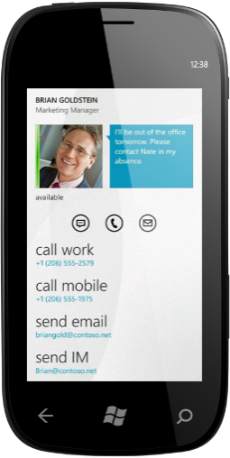 12:38
BRIAN GOLDSTEIN
Marketing Manager
I'll be out of the office
tomorrow. Please
contact Nate in my
absence.
available
call work
+1 (206) 555-2579
call mobile
+1 (206) 555-1975
send email
briangold@contoso.net
send IM
Brian@contoso.net